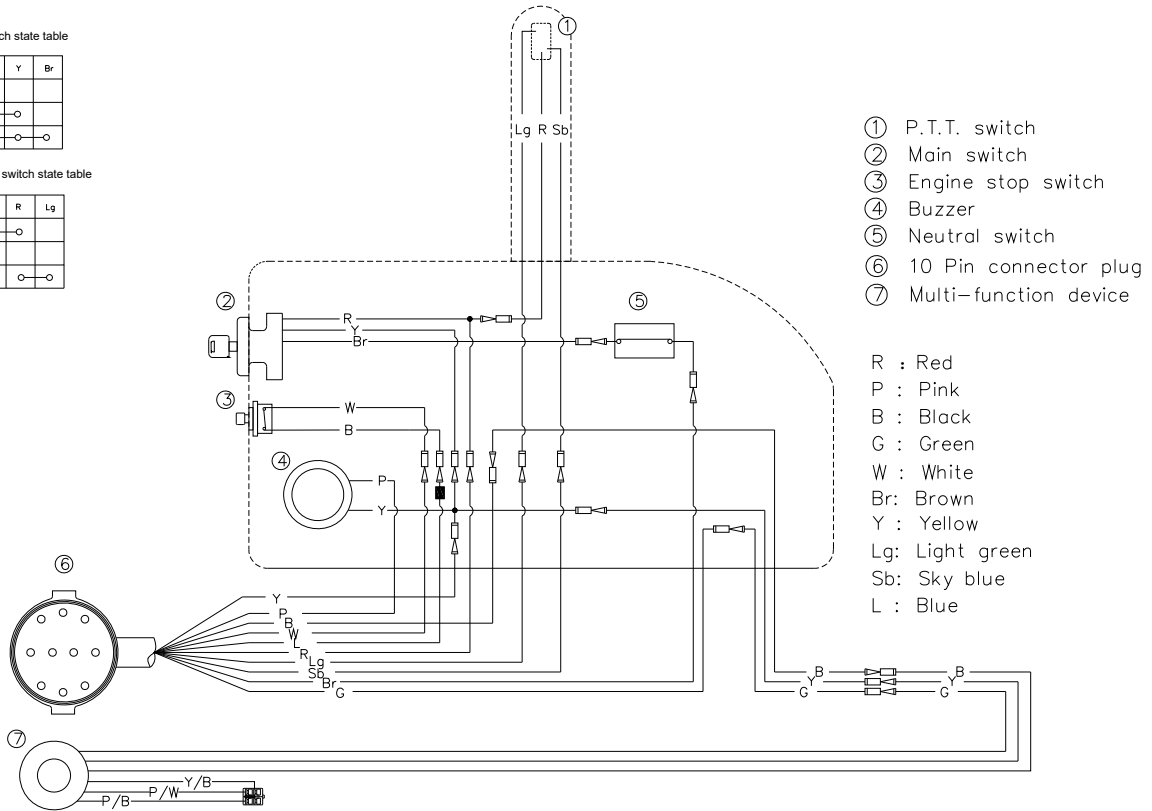 ch state table
Y Br
switch state table
R Lg
①
Lg R Sb
① P.T.T. switch
② Main switch
③ Engine stop switch
④ Buzzer
⑤ Neutral switch
⑥ 10 Pin connector plug
⑦ Multi-function device
② ⑤
R
Y
Br
③
W
B
④
P
Y
R : Red
P : Pink
B : Black
G : Green
W : White
Br: Brown
Y : Yellow
Lg: Light green
Sb: Sky blue
L : Blue
⑥
Y
P
B
W
L
R
Lg
Sb
Br
G
B B
Y Y
G G
⑦
Y/B
P/W
P/B